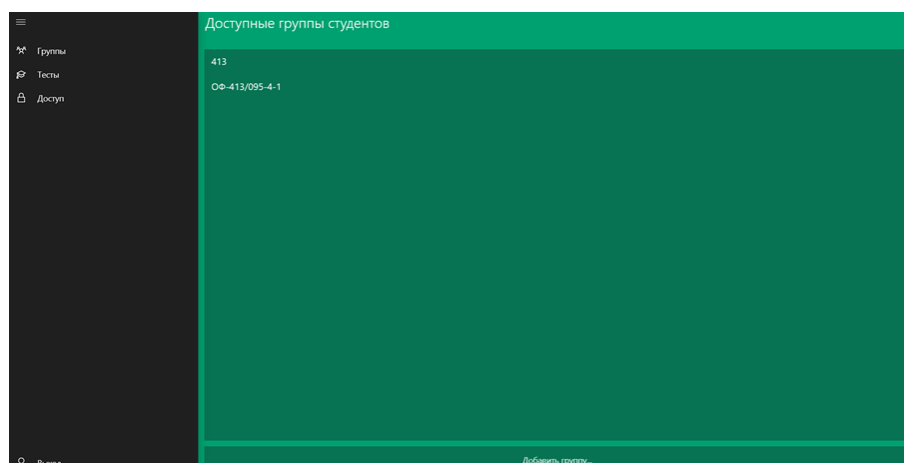 Доступные группы студентов
Группы
Тесты
Доступ
413
ОФ-413/095-4-1
Добавить группу...
Выход